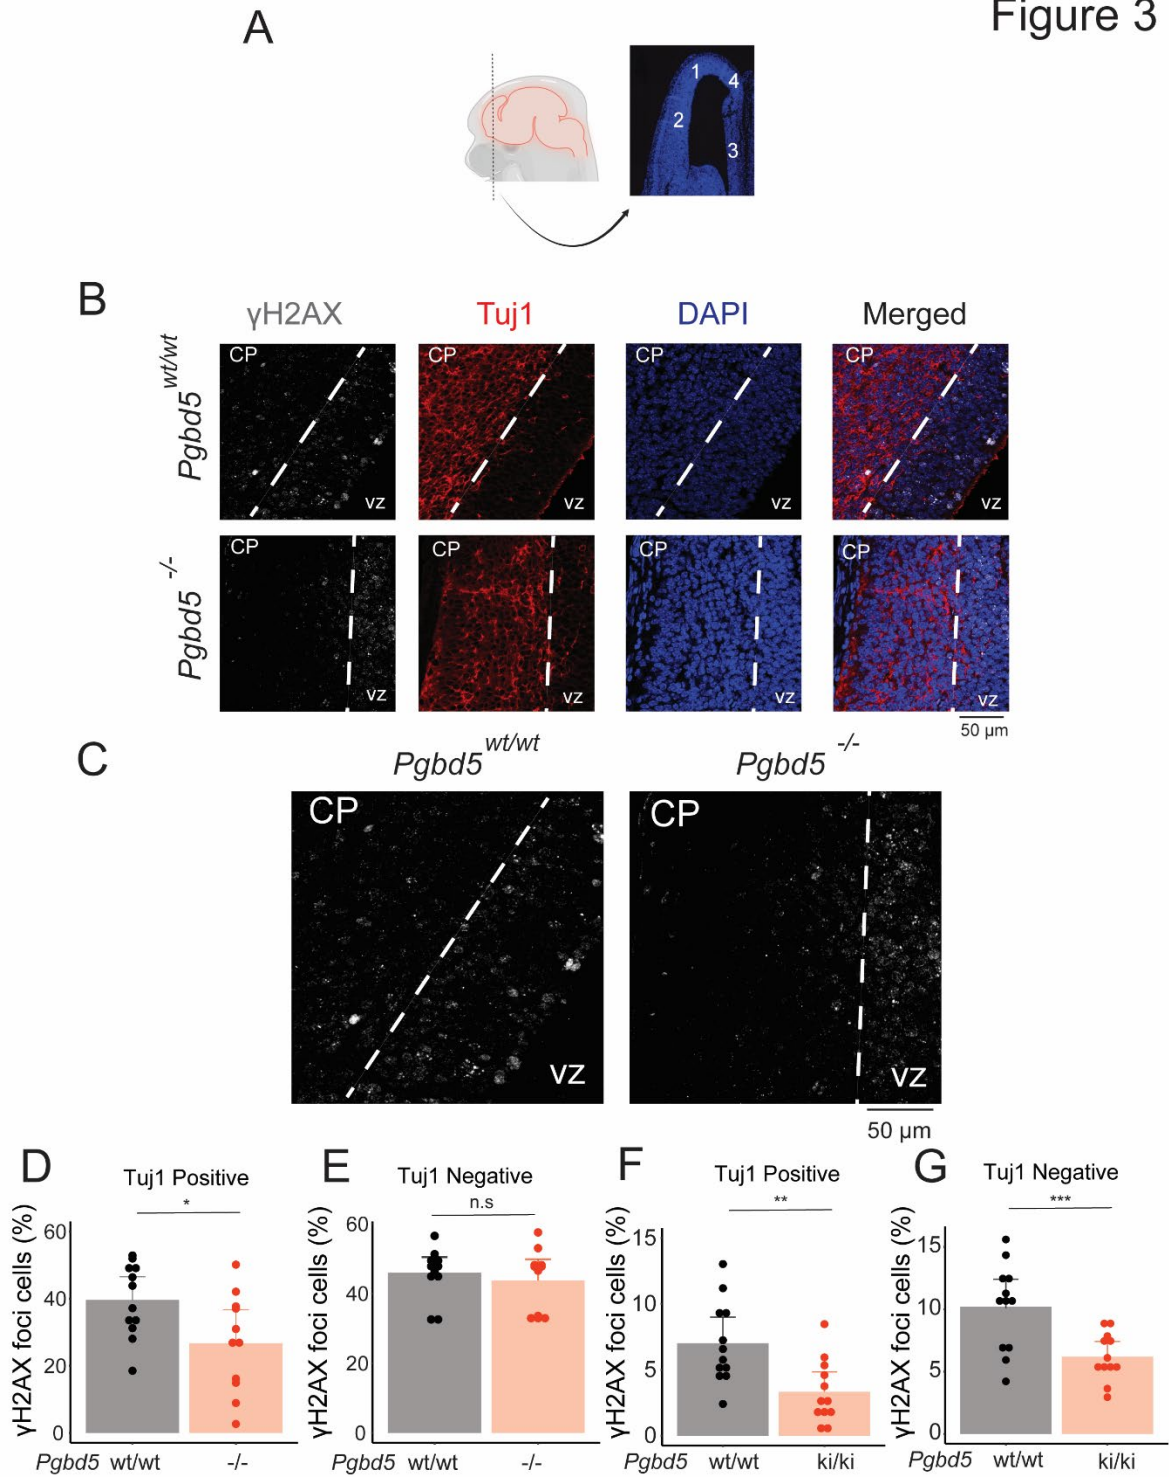 Figure 3
A
1
4
2
3
B
γH2AX Tuj1 DAPI Merged
Pgbd5 wt/wt
CP CP CP CP
VZ VZ VZ VZ
Pgbd5 -/-
CP CP CP CP
VZ VZ VZ VZ
50 µm
C
Pgbd5 wt/wt Pgbd5 -/-
CP CP
VZ VZ
50 µm
D
Tuj1 Positive
*
γH2AX foci cells (%)
60
40
20
0
Pgbd5 wt/wt -/-
E
Tuj1 Negative
n.s
γH2AX foci cells (%)
60
40
20
0
Pgbd5 wt/wt -/-
F
Tuj1 Positive
**
γH2AX foci cells (%)
15
10
5
0
Pgbd5 wt/wt ki/ki
G
Tuj1 Negative
***
γH2AX foci cells (%)
15
10
5
0
Pgbd5 wt/wt ki/ki